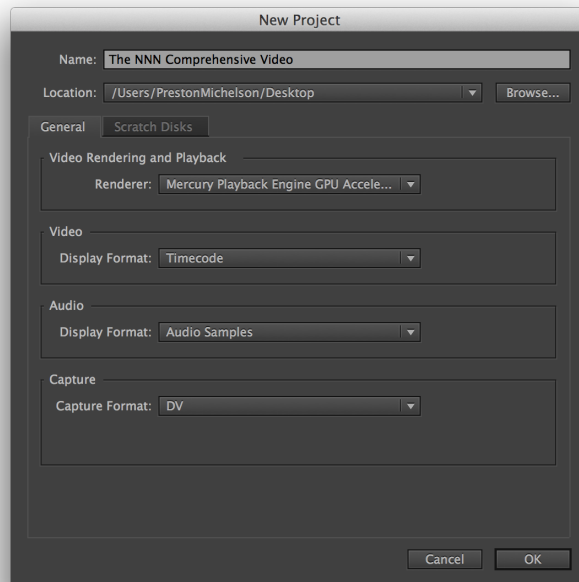 New Project
Name: The NNN Comprehensive Video
Location: /Users/PrestonMichelson/Desktop Browse...
General Scratch Disks
Video Rendering and Playback
Renderer: Mercury Playback Engine GPU Accele...
Video
Display Format: Timecode
Audio
Display Format: Audio Samples
Capture
Capture Format: DV
Cancel OK